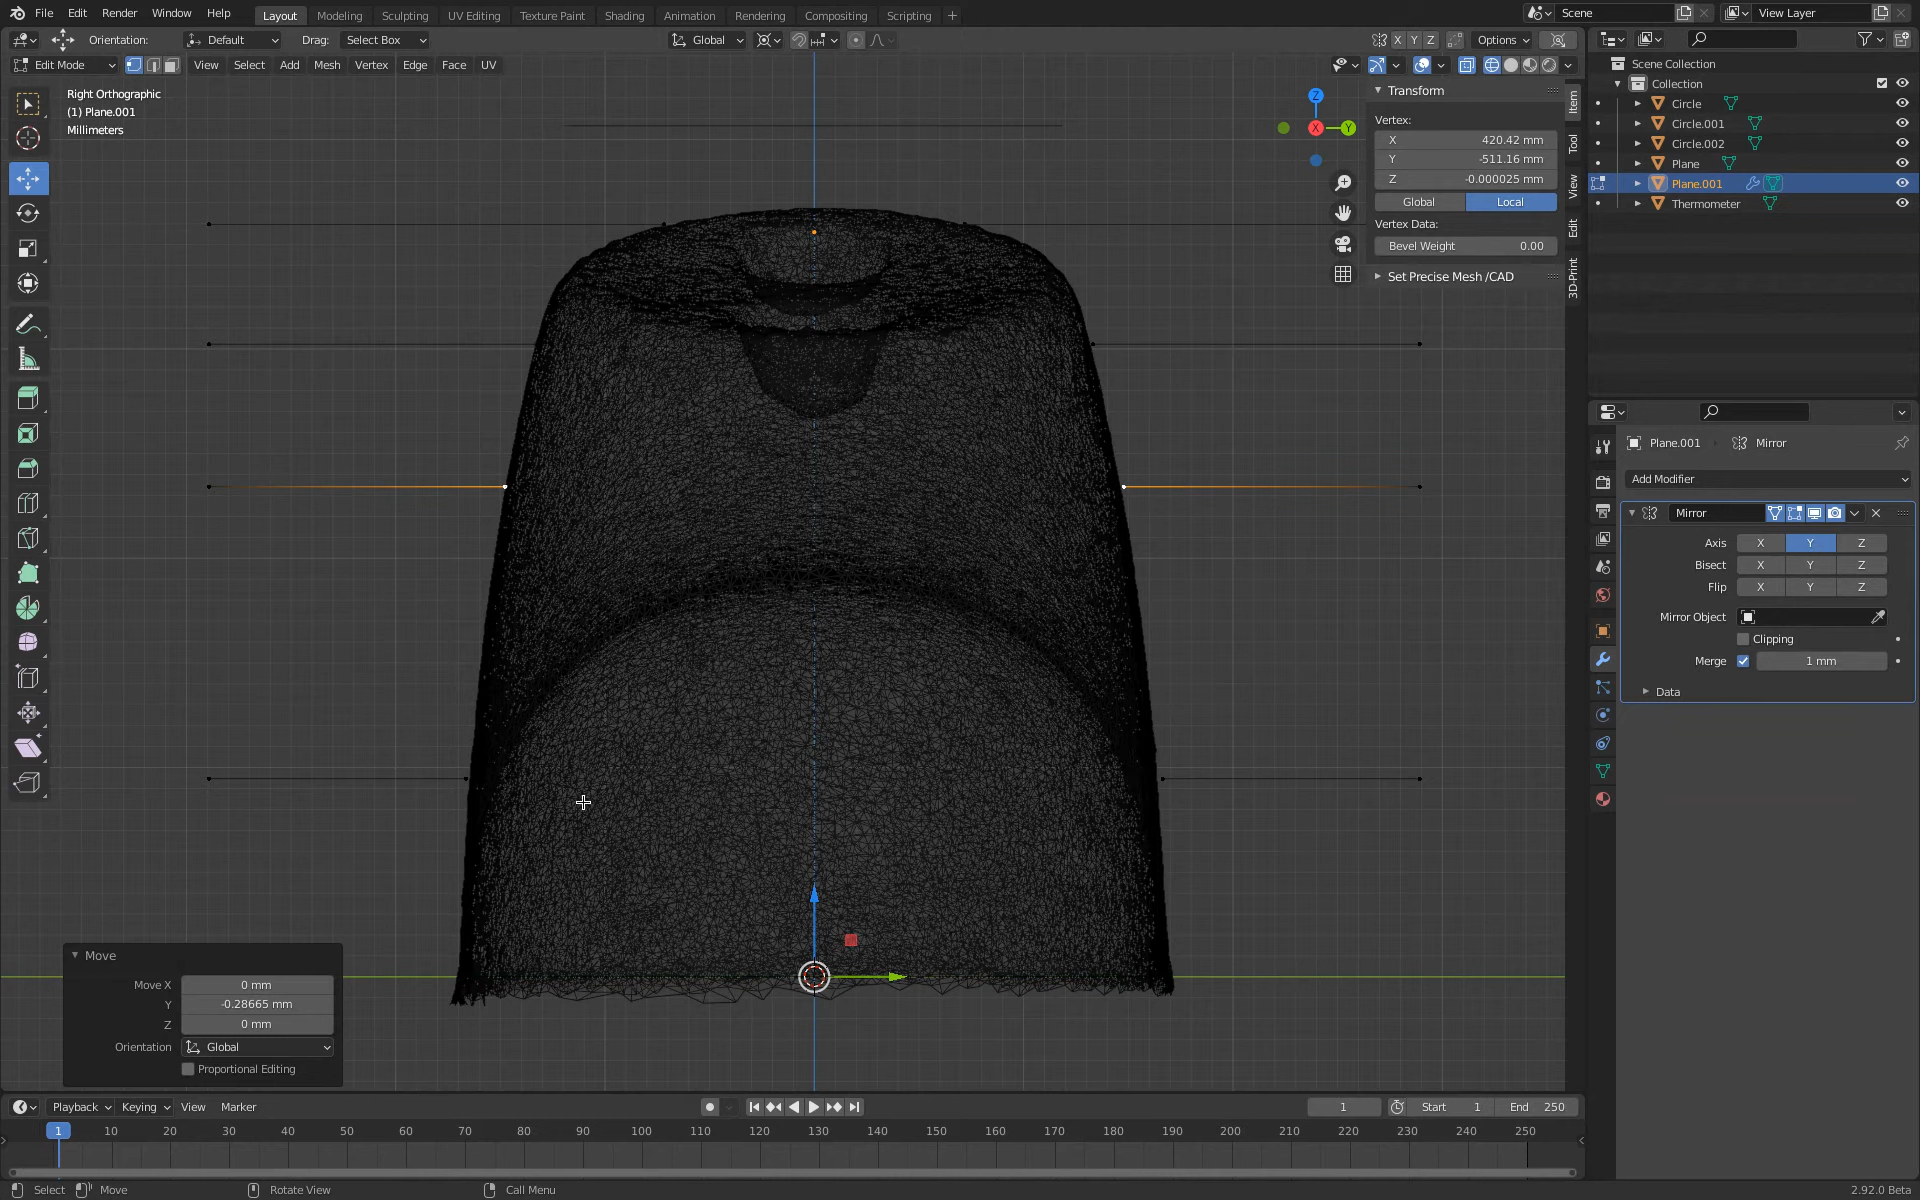 File Edit Render Window Help
Layout Modeling Sculpting UV Editing Texture Paint Shading Animation Rendering Compositing Scripting +
Scene
View Layer
Orientation: Default Drag: Select Box
Global
X Y Z Options
Edit Mode View Select Add Mesh Vertex Edge Face UV
Right Orthographic
(1) Plane.001
Millimeters
Z
X
Y
Transform
Vertex:
X 420.42 mm
Y -511.16 mm
Z -0.000025 mm
Global Local
Vertex Data:
Bevel Weight 0.00
Set Precise Mesh /CAD
Item
Tool
View
Edit
3D-Print
Scene Collection
Collection
Circle
Circle.001
Circle.002
Plane
Plane.001
Thermometer
Plane.001 Mirror
Add Modifier
Mirror
Axis X Y Z
Bisect X Y Z
Flip X Y Z
Mirror Object
Clipping
Merge 1 mm
Data
Move
Move X 0 mm
Y -0.28665 mm
Z 0 mm
Orientation Global
Proportional Editing
Playback Keying View Marker
1 Start 1 End 250
1 10 20 30 40 50 60 70 80 90 100 110 120 130 140 150 160 170 180 190 200 210 220 230 240 250
Select Move Rotate View Call Menu 2.92.0 Beta